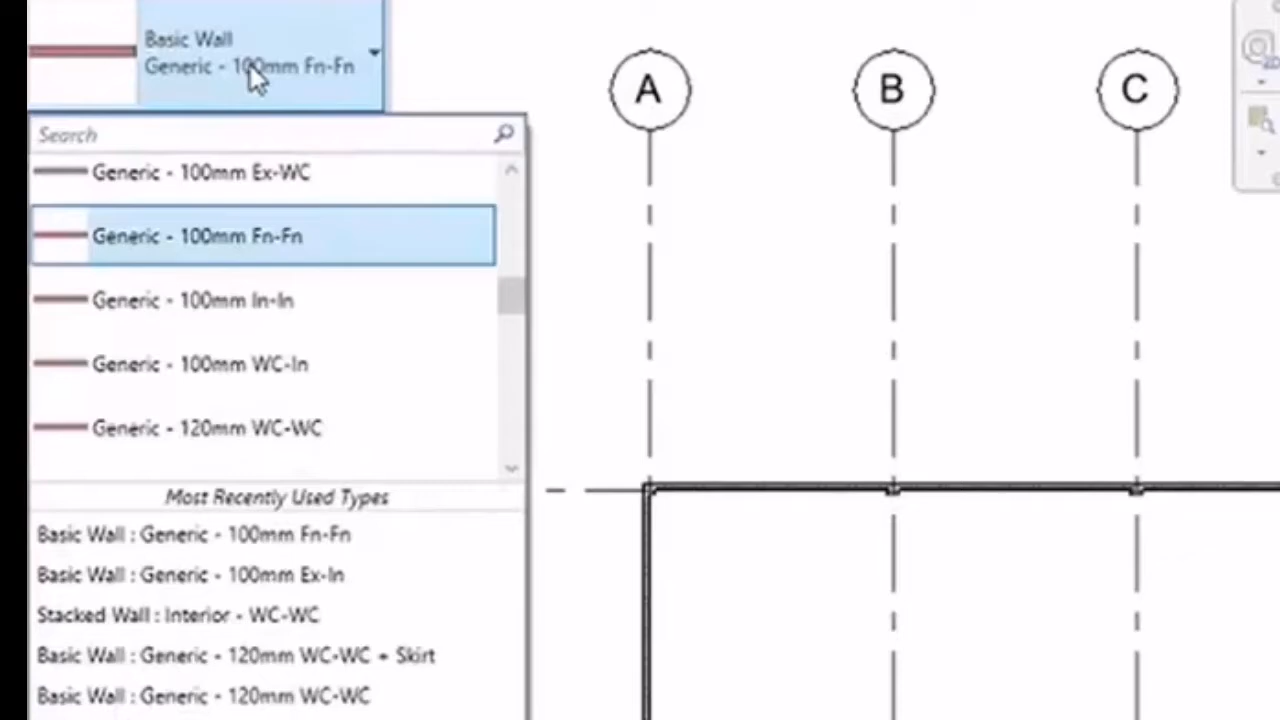 Basic Wall
Generic - 100mm Fn-Fn
Search
Generic - 100mm Ex-WC
Generic - 100mm Fn-Fn
Generic - 100mm In-In
Generic - 100mm WC-In
Generic - 120mm WC-WC
Most Recently Used Types
Basic Wall : Generic - 100mm Fn-Fn
Basic Wall : Generic - 100mm Ex-In
Stacked Wall : Interior - WC-WC
Basic Wall : Generic - 120mm WC-WC + Skirt
Basic Wall : Generic - 120mm WC-WC
A B C
2D